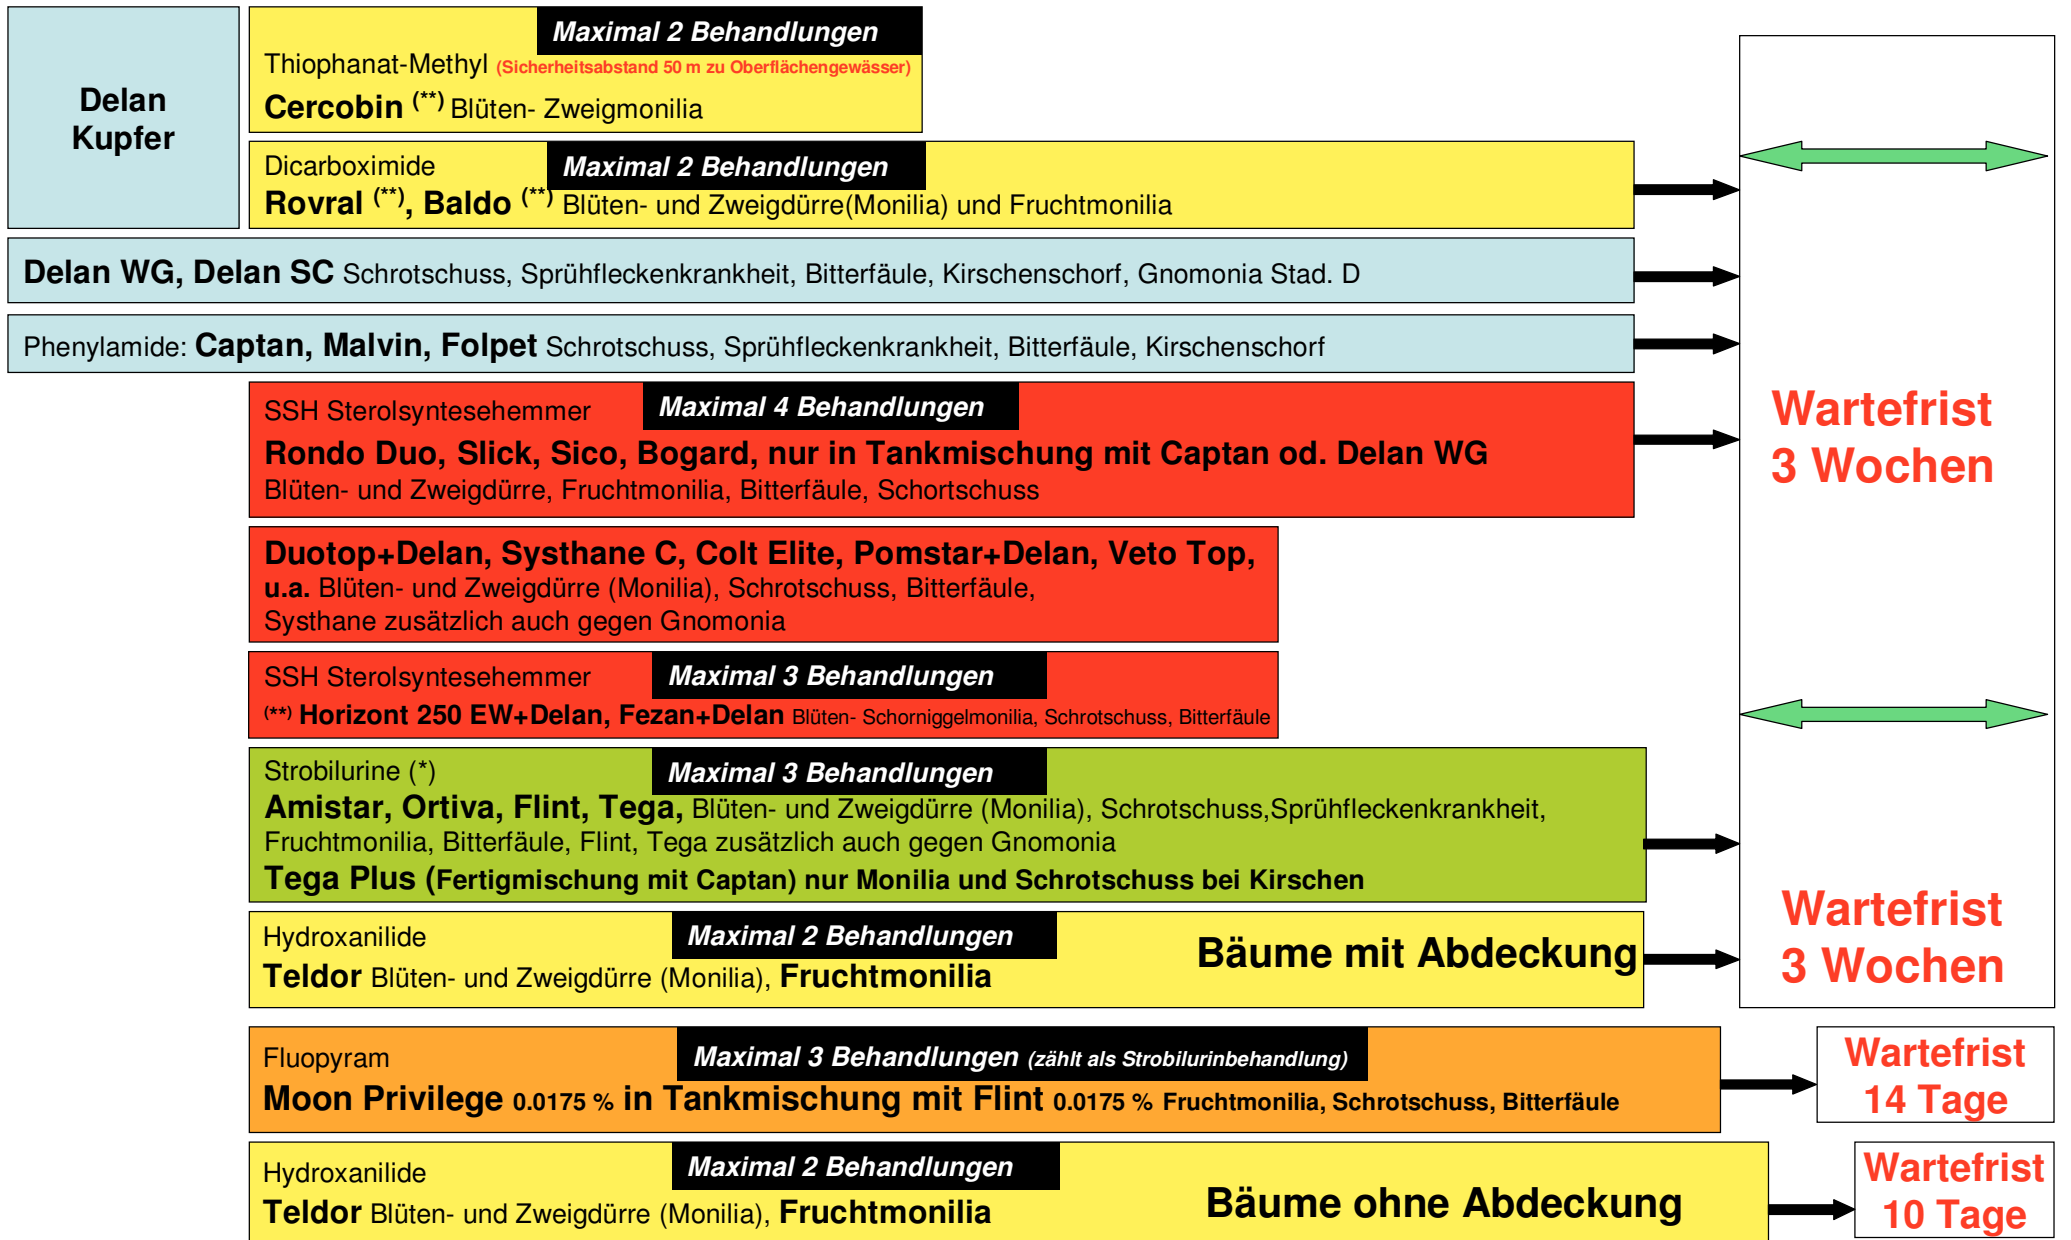 Delan
Kupfer
Maximal 2 Behandlungen
Thiophanat-Methyl (Sicherheitsabstand 50 m zu Oberflächengewässer)
Cercobin (**) Blüten- Zweigmonilia
Dicarboximide
Maximal 2 Behandlungen
Rovral (**), Baldo (**) Blüten- und Zweigdürre(Monilia) und Fruchtmonilia
Delan WG, Delan SC Schrotschuss, Sprühfleckenkrankheit, Bitterfäule, Kirschenschorf, Gnomonia Stad. D
Phenylamide: Captan, Malvin, Folpet Schrotschuss, Sprühfleckenkrankheit, Bitterfäule, Kirschenschorf
SSH Sterolsyntesehemmer
Maximal 4 Behandlungen
Rondo Duo, Slick, Sico, Bogard, nur in Tankmischung mit Captan od. Delan WG
Blüten- und Zweigdürre, Fruchtmonilia, Bitterfäule, Schortschuss
Wartefrist
3 Wochen
Duotop+Delan, Systhane C, Colt Elite, Pomstar+Delan, Veto Top,
u.a. Blüten- und Zweigdürre (Monilia), Schrotschuss, Bitterfäule,
Systhane zusätzlich auch gegen Gnomonia
SSH Sterolsyntesehemmer
Maximal 3 Behandlungen
(**) Horizont 250 EW+Delan, Fezan+Delan Blüten- Schorniggelmonilia, Schrotschuss, Bitterfäule
Strobilurine (*)
Maximal 3 Behandlungen
Amistar, Ortiva, Flint, Tega, Blüten- und Zweigdürre (Monilia), Schrotschuss,Sprühfleckenkrankheit,
Fruchtmonilia, Bitterfäule, Flint, Tega zusätzlich auch gegen Gnomonia
Tega Plus (Fertigmischung mit Captan) nur Monilia und Schrotschuss bei Kirschen
Hydroxanilide
Maximal 2 Behandlungen
Teldor Blüten- und Zweigdürre (Monilia), Fruchtmonilia
Bäume mit Abdeckung
Wartefrist
3 Wochen
Fluopyram
Maximal 3 Behandlungen (zählt als Strobilurinbehandlung)
Moon Privilege 0.0175 % in Tankmischung mit Flint 0.0175 % Fruchtmonilia, Schrotschuss, Bitterfäule
Wartefrist
14 Tage
Hydroxanilide
Maximal 2 Behandlungen
Teldor Blüten- und Zweigdürre (Monilia), Fruchtmonilia
Bäume ohne Abdeckung
Wartefrist
10 Tage